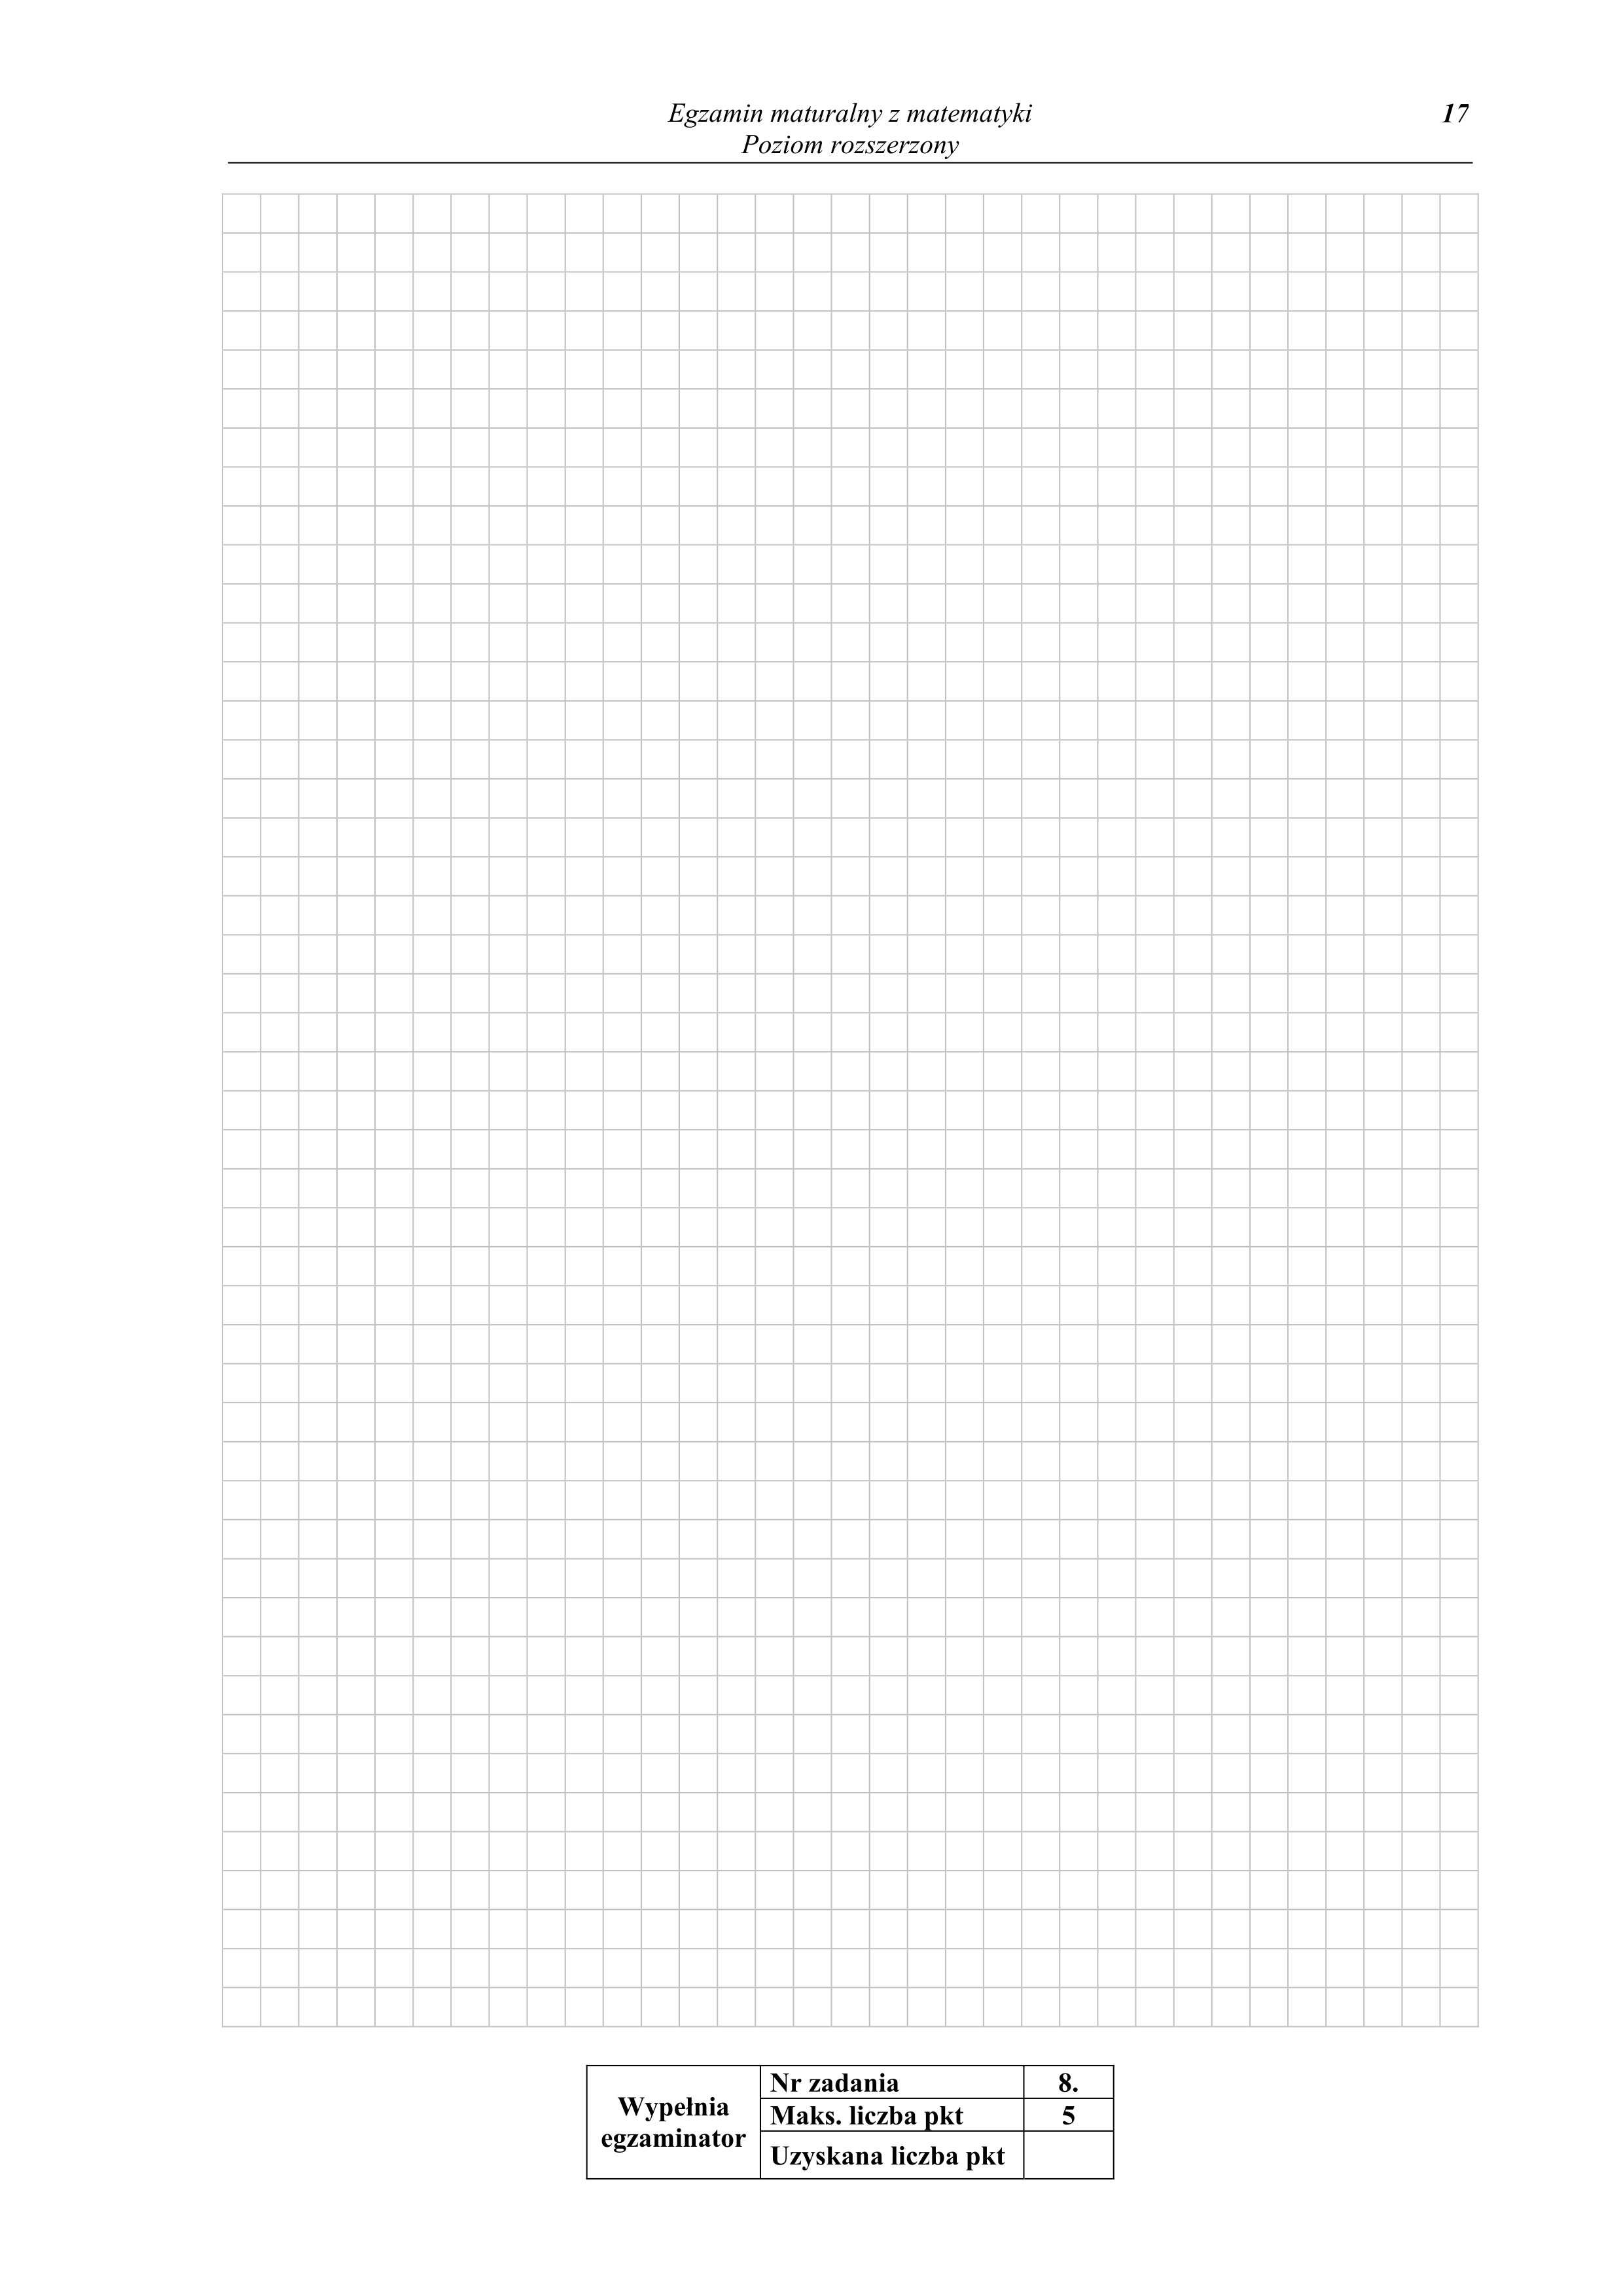 Egzamin maturalny z matematyki
17
Poziom rozszerzony
Wypełnia
egzaminator
Nr zadania
8.
Maks. liczba pkt
5
Uzyskana liczba pkt